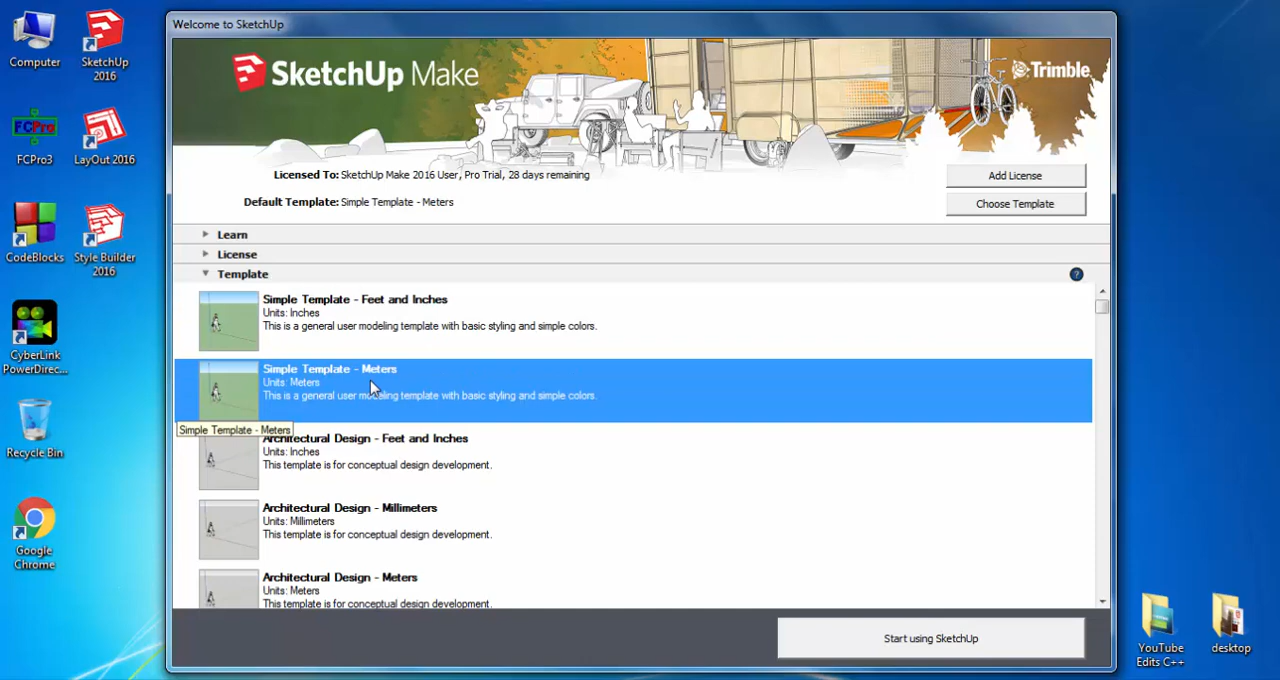 Computer
SketchUp
2016
FCPro
FCPro3
LayOut 2016
CodeBlocks
Style Builder
2016
CyberLink
PowerDirec...
Recycle Bin
Google
Chrome
Welcome to SketchUp
SketchUp Make
Trimble
Licensed To: SketchUp Make 2016 User, Pro Trial, 28 days remaining
Add License
Default Template: Simple Template - Meters
Choose Template
Learn
License
Template
?
Simple Template - Feet and Inches
Units: Inches
This is a general user modeling template with basic styling and simple colors.
Simple Template - Meters
Units: Meters
This is a general user modeling template with basic styling and simple colors.
Simple Template - Meters
Architectural Design - Feet and Inches
Units: Inches
This template is for conceptual design development.
Architectural Design - Millimeters
Units: Millimeters
This template is for conceptual design development.
Architectural Design - Meters
Units: Meters
This template is for conceptual design development.
Start using SketchUp
YouTube
Edits C++
desktop